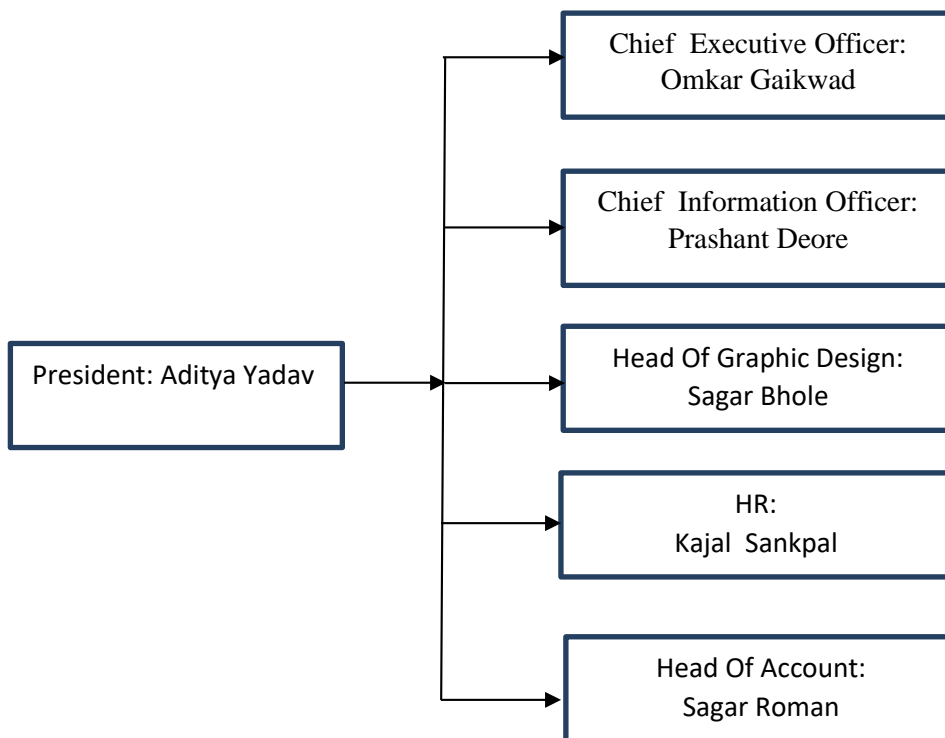 Chief  Executive Officer:
Omkar Gaikwad
Chief  Information Officer:
Prashant Deore
President: Aditya Yadav
Head Of Graphic Design:
Sagar Bhole
HR:
Kajal  Sankpal
Head Of Account:
Sagar Roman